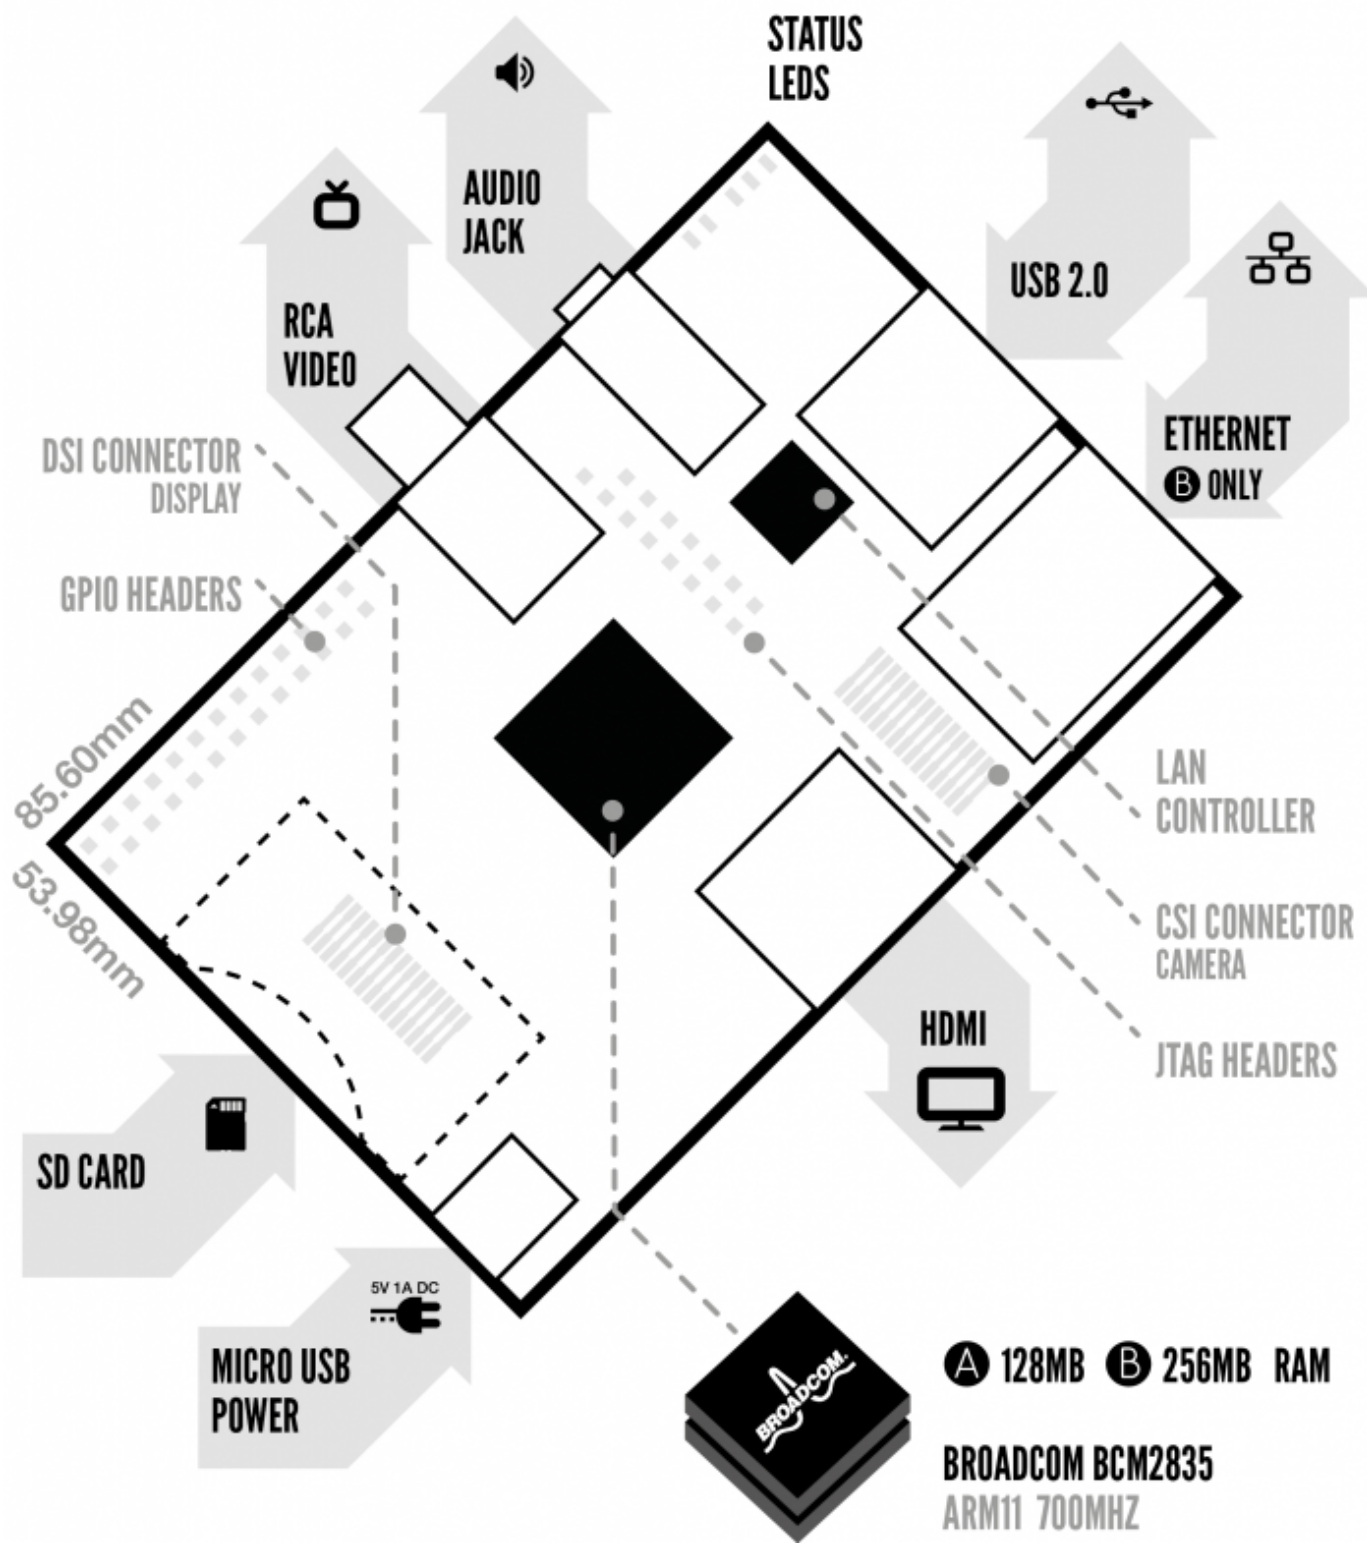 STATUS
LEDS
AUDIO
JACK
RCA
VIDEO
USB 2.0
ETHERNET
B ONLY
DSI CONNECTOR
DISPLAY
GPIO HEADERS
85.60mm
53.98mm
LAN
CONTROLLER
CSI CONNECTOR
CAMERA
JTAG HEADERS
HDMI
SD CARD
5V 1A DC
MICRO USB
POWER
BROADCOM.
A 128MB B 256MB RAM
BROADCOM BCM2835
ARM11 700MHZ